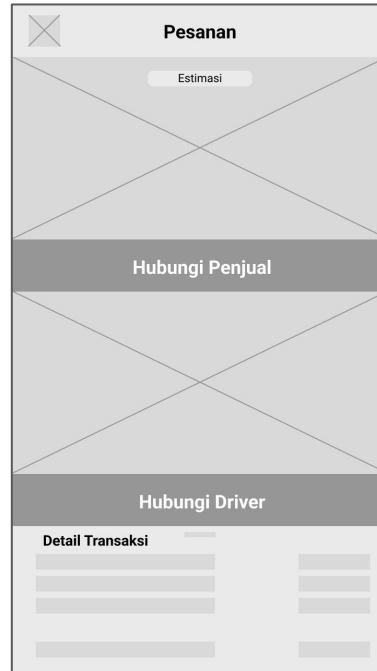 Pesanan
Estimasi
Hubungi Penjual
Hubungi Driver
Detail Transaksi